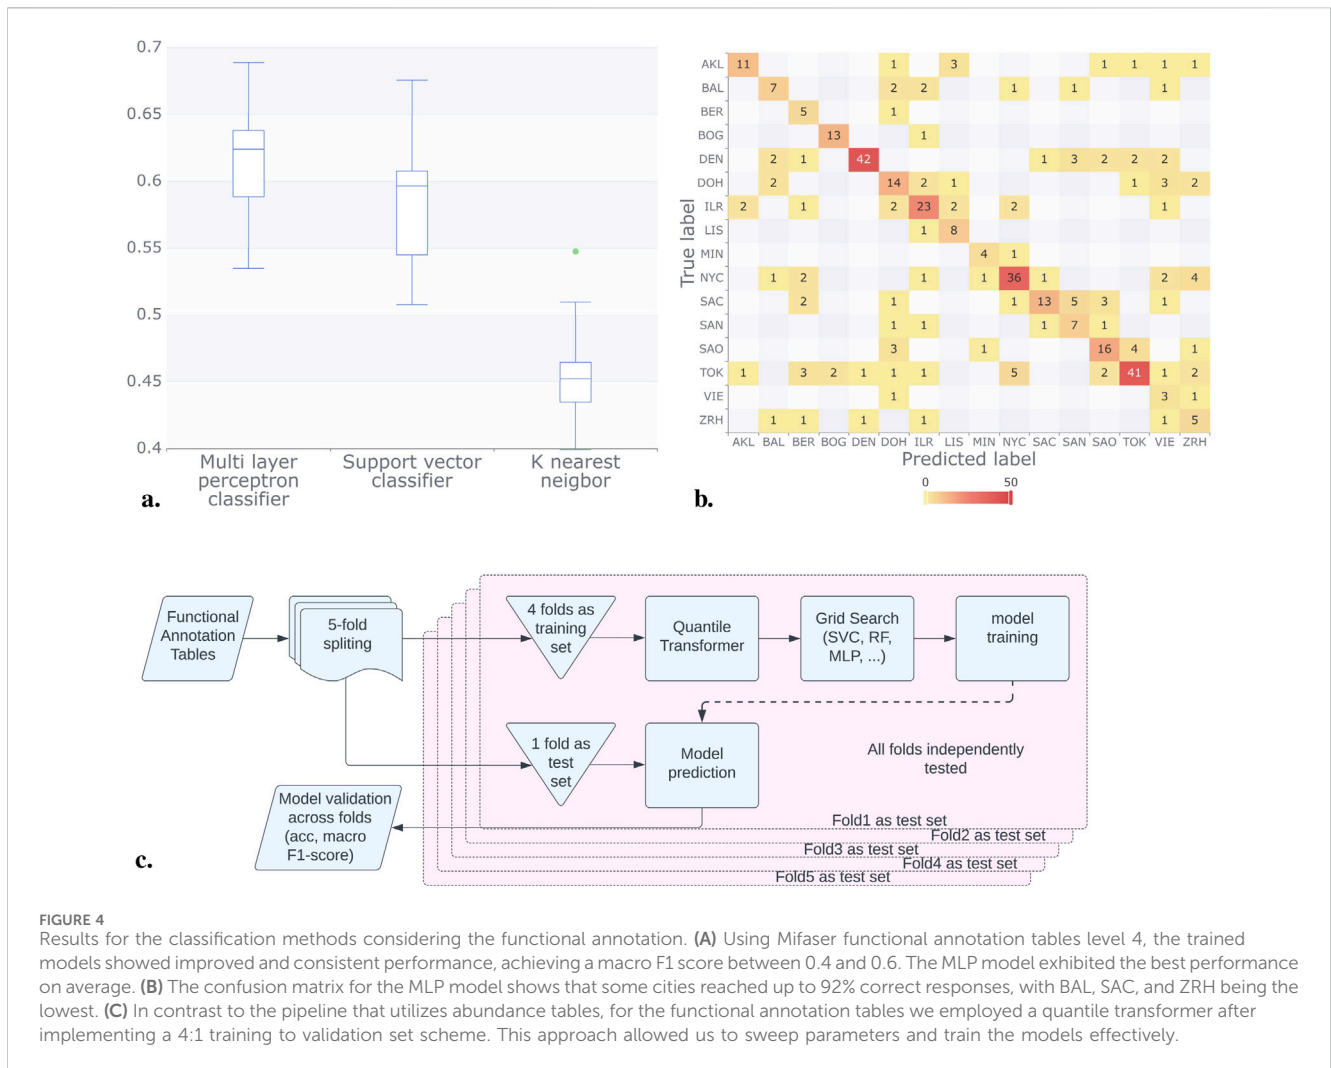 0.7
0.65
0.6
0.55
0.5
0.45
0.4
Multi layer
perceptron
classifier
Support vector
classifier
K nearest
neigbor
a.
True label
AKL 11 1 3 1 1 1 1
BAL 7 2 2 1 1 1
BER 5 1
BOG 13 1
DEN 2 1 42 1 3 2 2 2
DOH 2 14 2 1 1 3 2
ILR 2 1 2 23 2 2 1
LIS 1 8
MIN 4 1
NYC 1 2 1 1 36 1 2 4
SAC 2 1 1 13 5 3 1
SAN 1 1 1 7 1
SAO 3 1 16 4 1
TOK 1 3 2 1 1 1 5 2 41 1 2
VIE 1 3 1
ZRH 1 1 1 1 1 5
AKL BAL BER BOG DEN DOH ILR LIS MIN NYC SAC SAN SAO TOK VIE ZRH
Predicted label
0 50
b.
Functional
Annotation
Tables
5-fold
spliting
4 folds as
training
set
Quantile
Transformer
Grid Search
(SVC, RF,
MLP, ...)
model
training
1 fold as
test
set
Model
prediction
All folds independently
tested
Model validation
across folds
(acc, macro
F1-score)
Fold1 as test set
Fold2 as test set
Fold3 as test set
Fold4 as test set
Fold5 as test set
c.
FIGURE 4
Results for the classification methods considering the functional annotation. (A) Using Mifaser functional annotation tables level 4, the trained
models showed improved and consistent performance, achieving a macro F1 score between 0.4 and 0.6. The MLP model exhibited the best performance
on average. (B) The confusion matrix for the MLP model shows that some cities reached up to 92% correct responses, with BAL, SAC, and ZRH being the
lowest. (C) In contrast to the pipeline that utilizes abundance tables, for the functional annotation tables we employed a quantile transformer after
implementing a 4:1 training to validation set scheme. This approach allowed us to sweep parameters and train the models effectively.